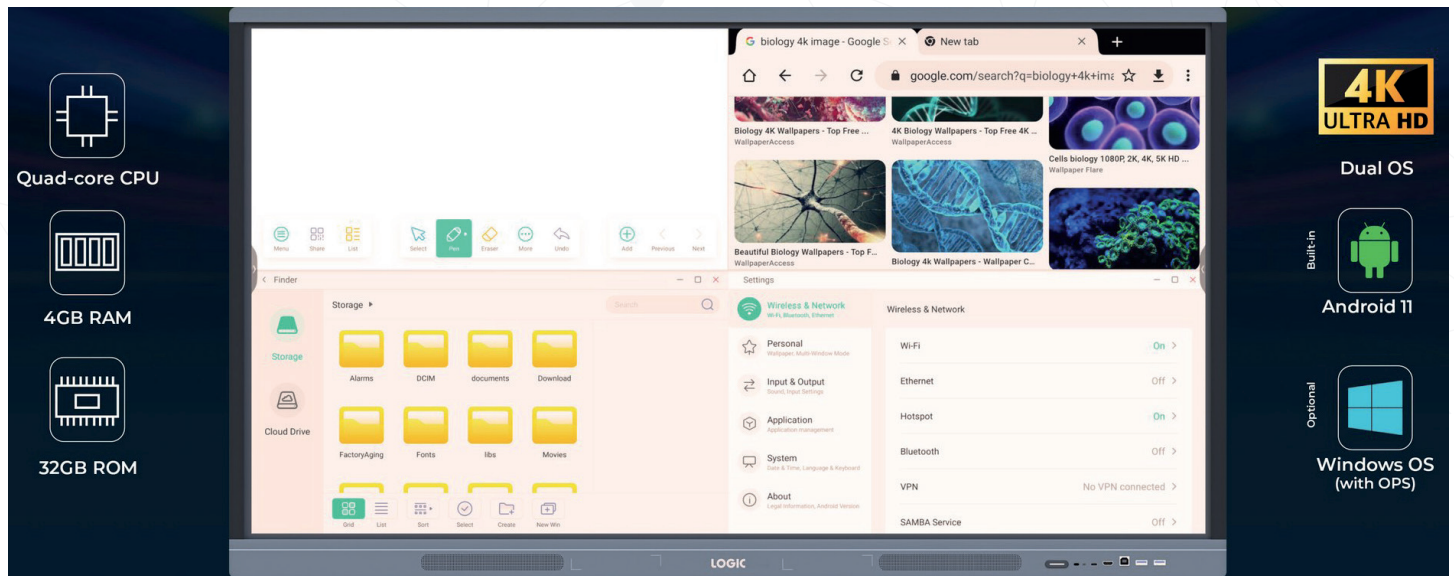 Quad-core CPU
4GB RAM
32GB ROM
Menu
Share
List
Select
Pen
Eraser
More
Undo
Add
Previous
Next
biology 4k image - Google S
New tab
google.com/search?q=biology+4k+ima
Biology 4K Wallpapers - Top Free ...
WallpaperAccess
4K Biology Wallpapers - Top Free 4K ...
WallpaperAccess
Cells biology 1080P, 2K, 4K, 5K HD ...
Wallpaper Flare
Beautiful Biology Wallpapers - Top F...
WallpaperAccess
Biology 4k Wallpapers - Wallpaper C...
Finder
Storage
Cloud Drive
Storage
Search
Alarms
DCIM
documents
Download
FactoryAging
Fonts
libs
Movies
Grid
List
Sort
Select
Create
New Win
Settings
Wireless & Network
Wi-Fi, Bluetooth, Ethernet
Personal
Wallpaper, Multi-Window Mode
Input & Output
Sound, Input Settings
Application
Application management
System
Date & Time, Language & Keyboard
About
Legal Information, Android Version
Wireless & Network
Wi-Fi On
Ethernet Off
Hotspot On
Bluetooth Off
VPN No VPN connected
SAMBA Service Off
LOGIC
4K
ULTRA HD
Dual OS
Built-in
Android 11
Optional
Windows OS
(with OPS)